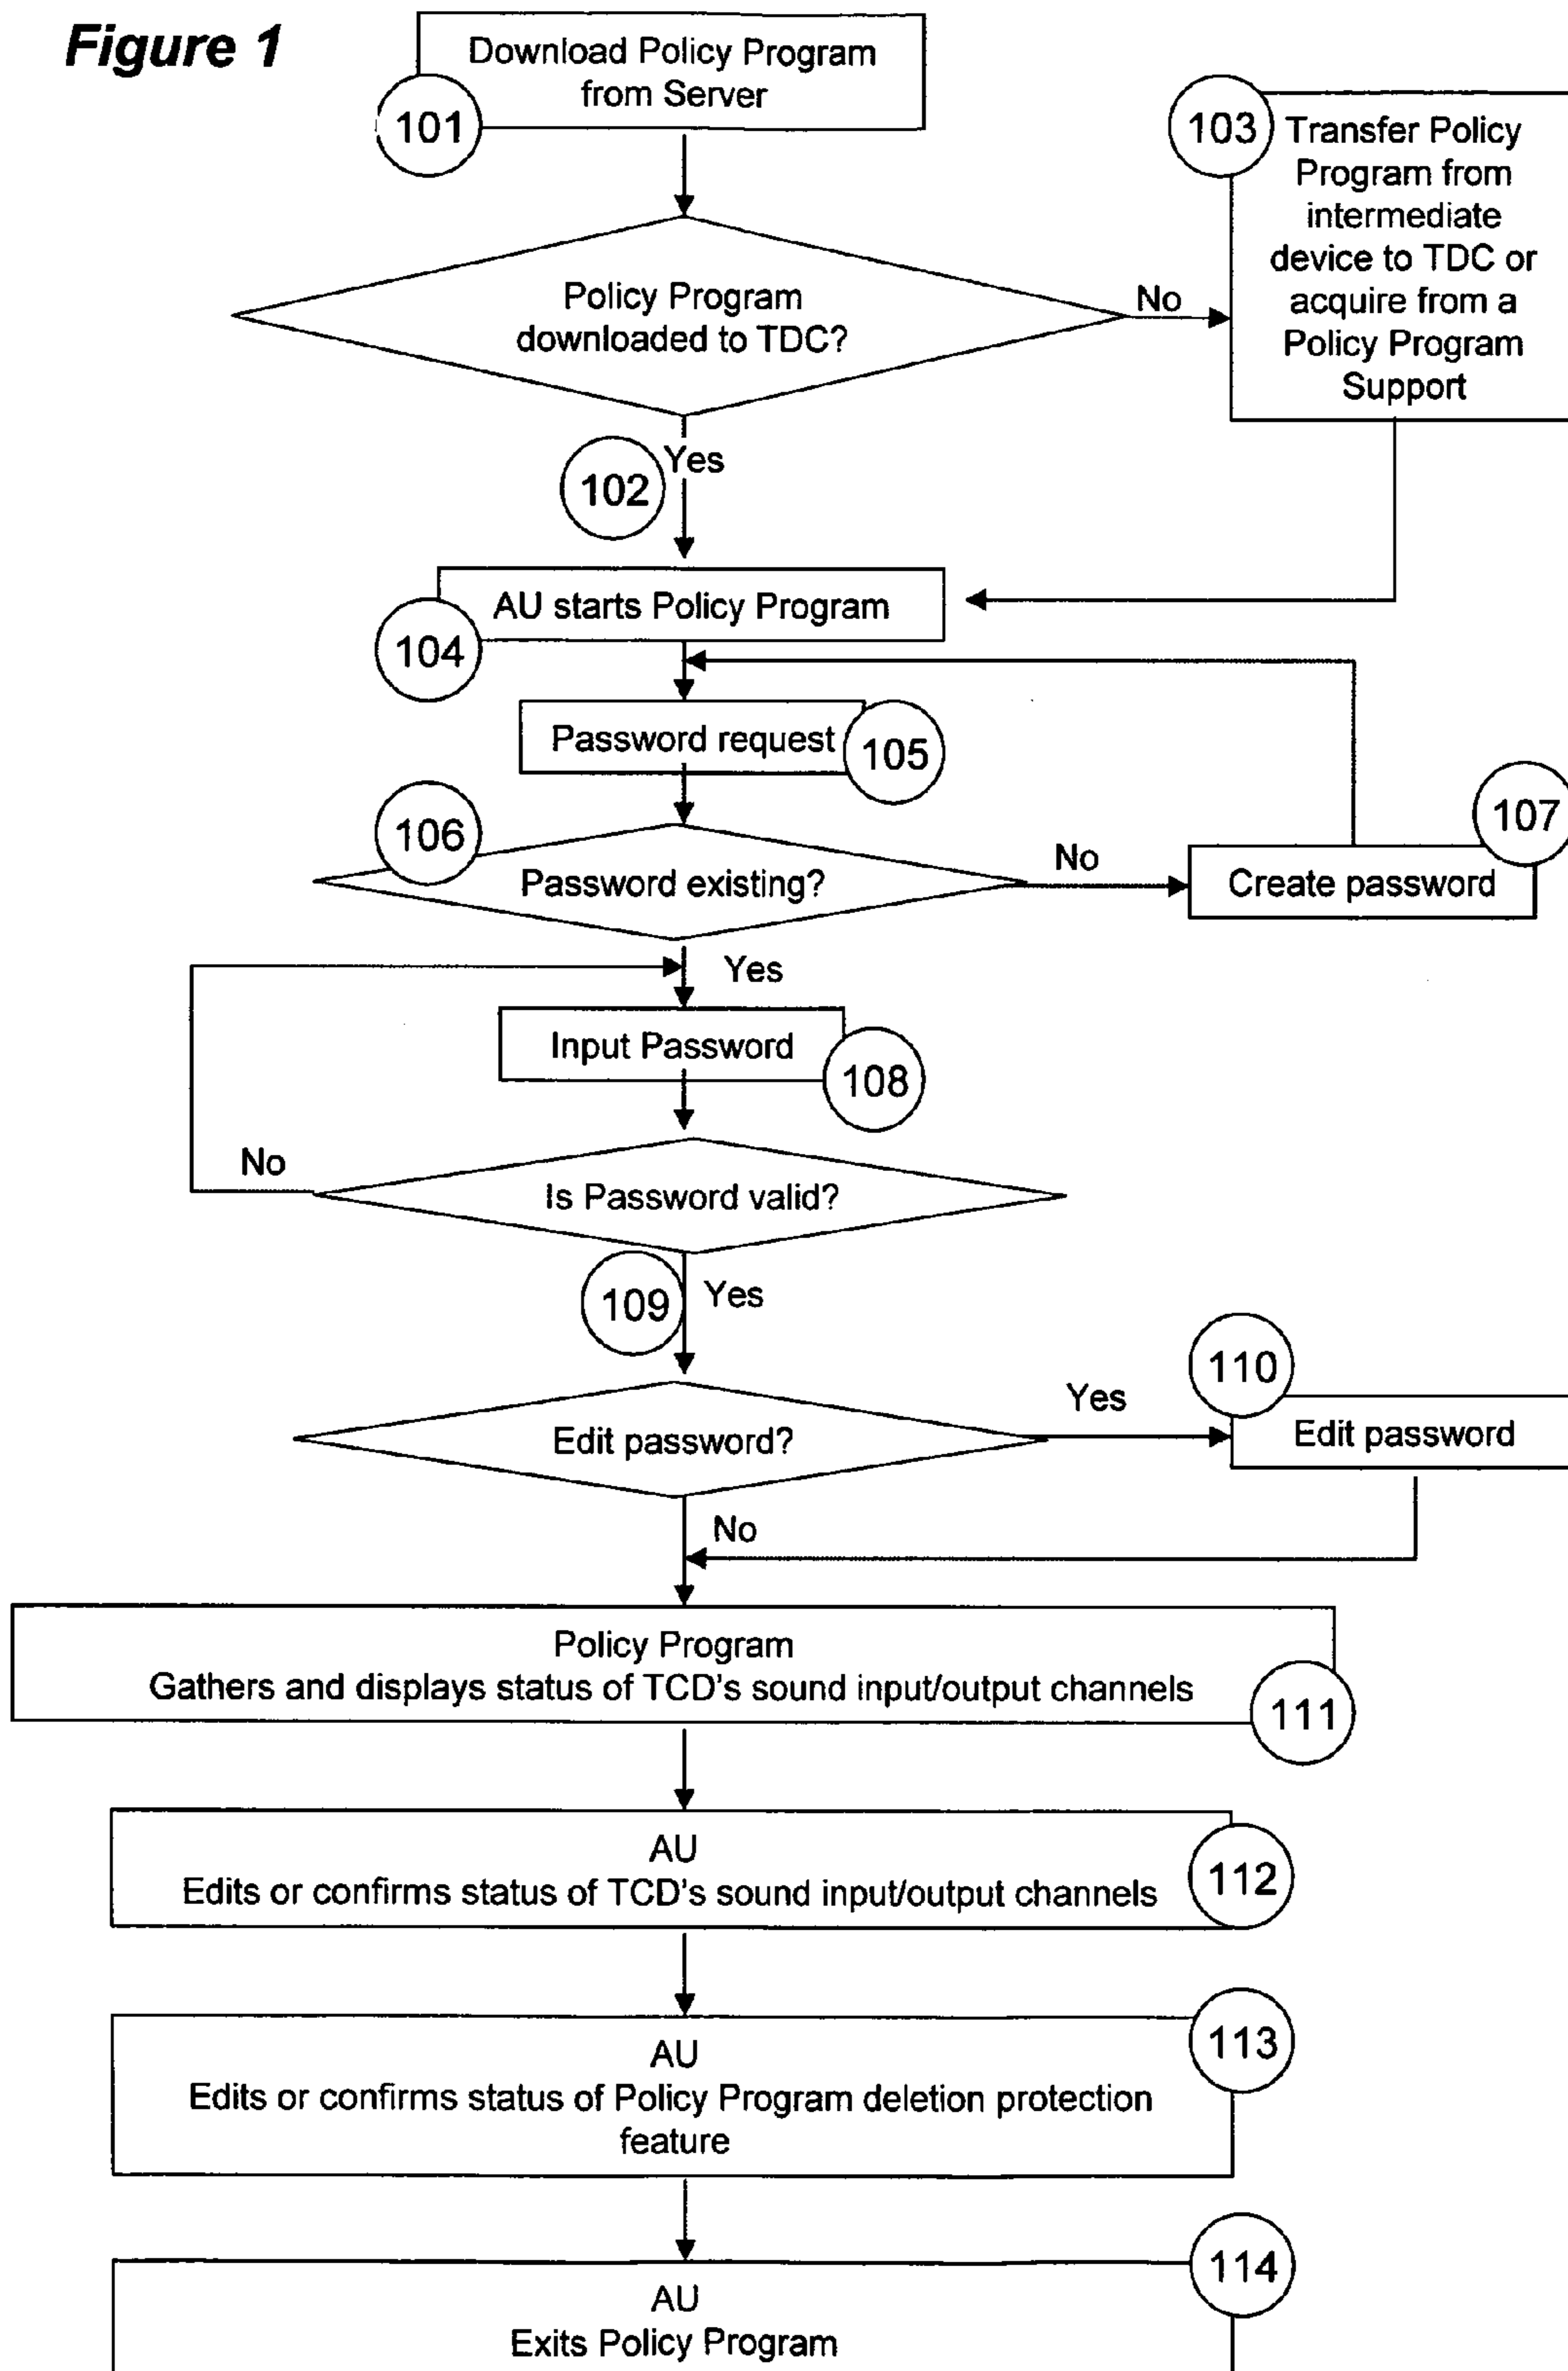 Figure 1
Download Policy Program
from Server
101
103
Transfer Policy
Program from
intermediate
device to TDC or
acquire from a
Policy Program
Support
Policy Program
downloaded to TDC?
No
102
Yes
AU starts Policy Program
104
Password request
105
106
Password existing?
No
107
Create password
Yes
Input Password
108
No
Is Password valid?
109
Yes
110
Edit password?
Yes
Edit password
No
Policy Program
Gathers and displays status of TCD's sound input/output channels
111
AU
Edits or confirms status of TCD's sound input/output channels
112
113
AU
Edits or confirms status of Policy Program deletion protection
feature
114
AU
Exits Policy Program